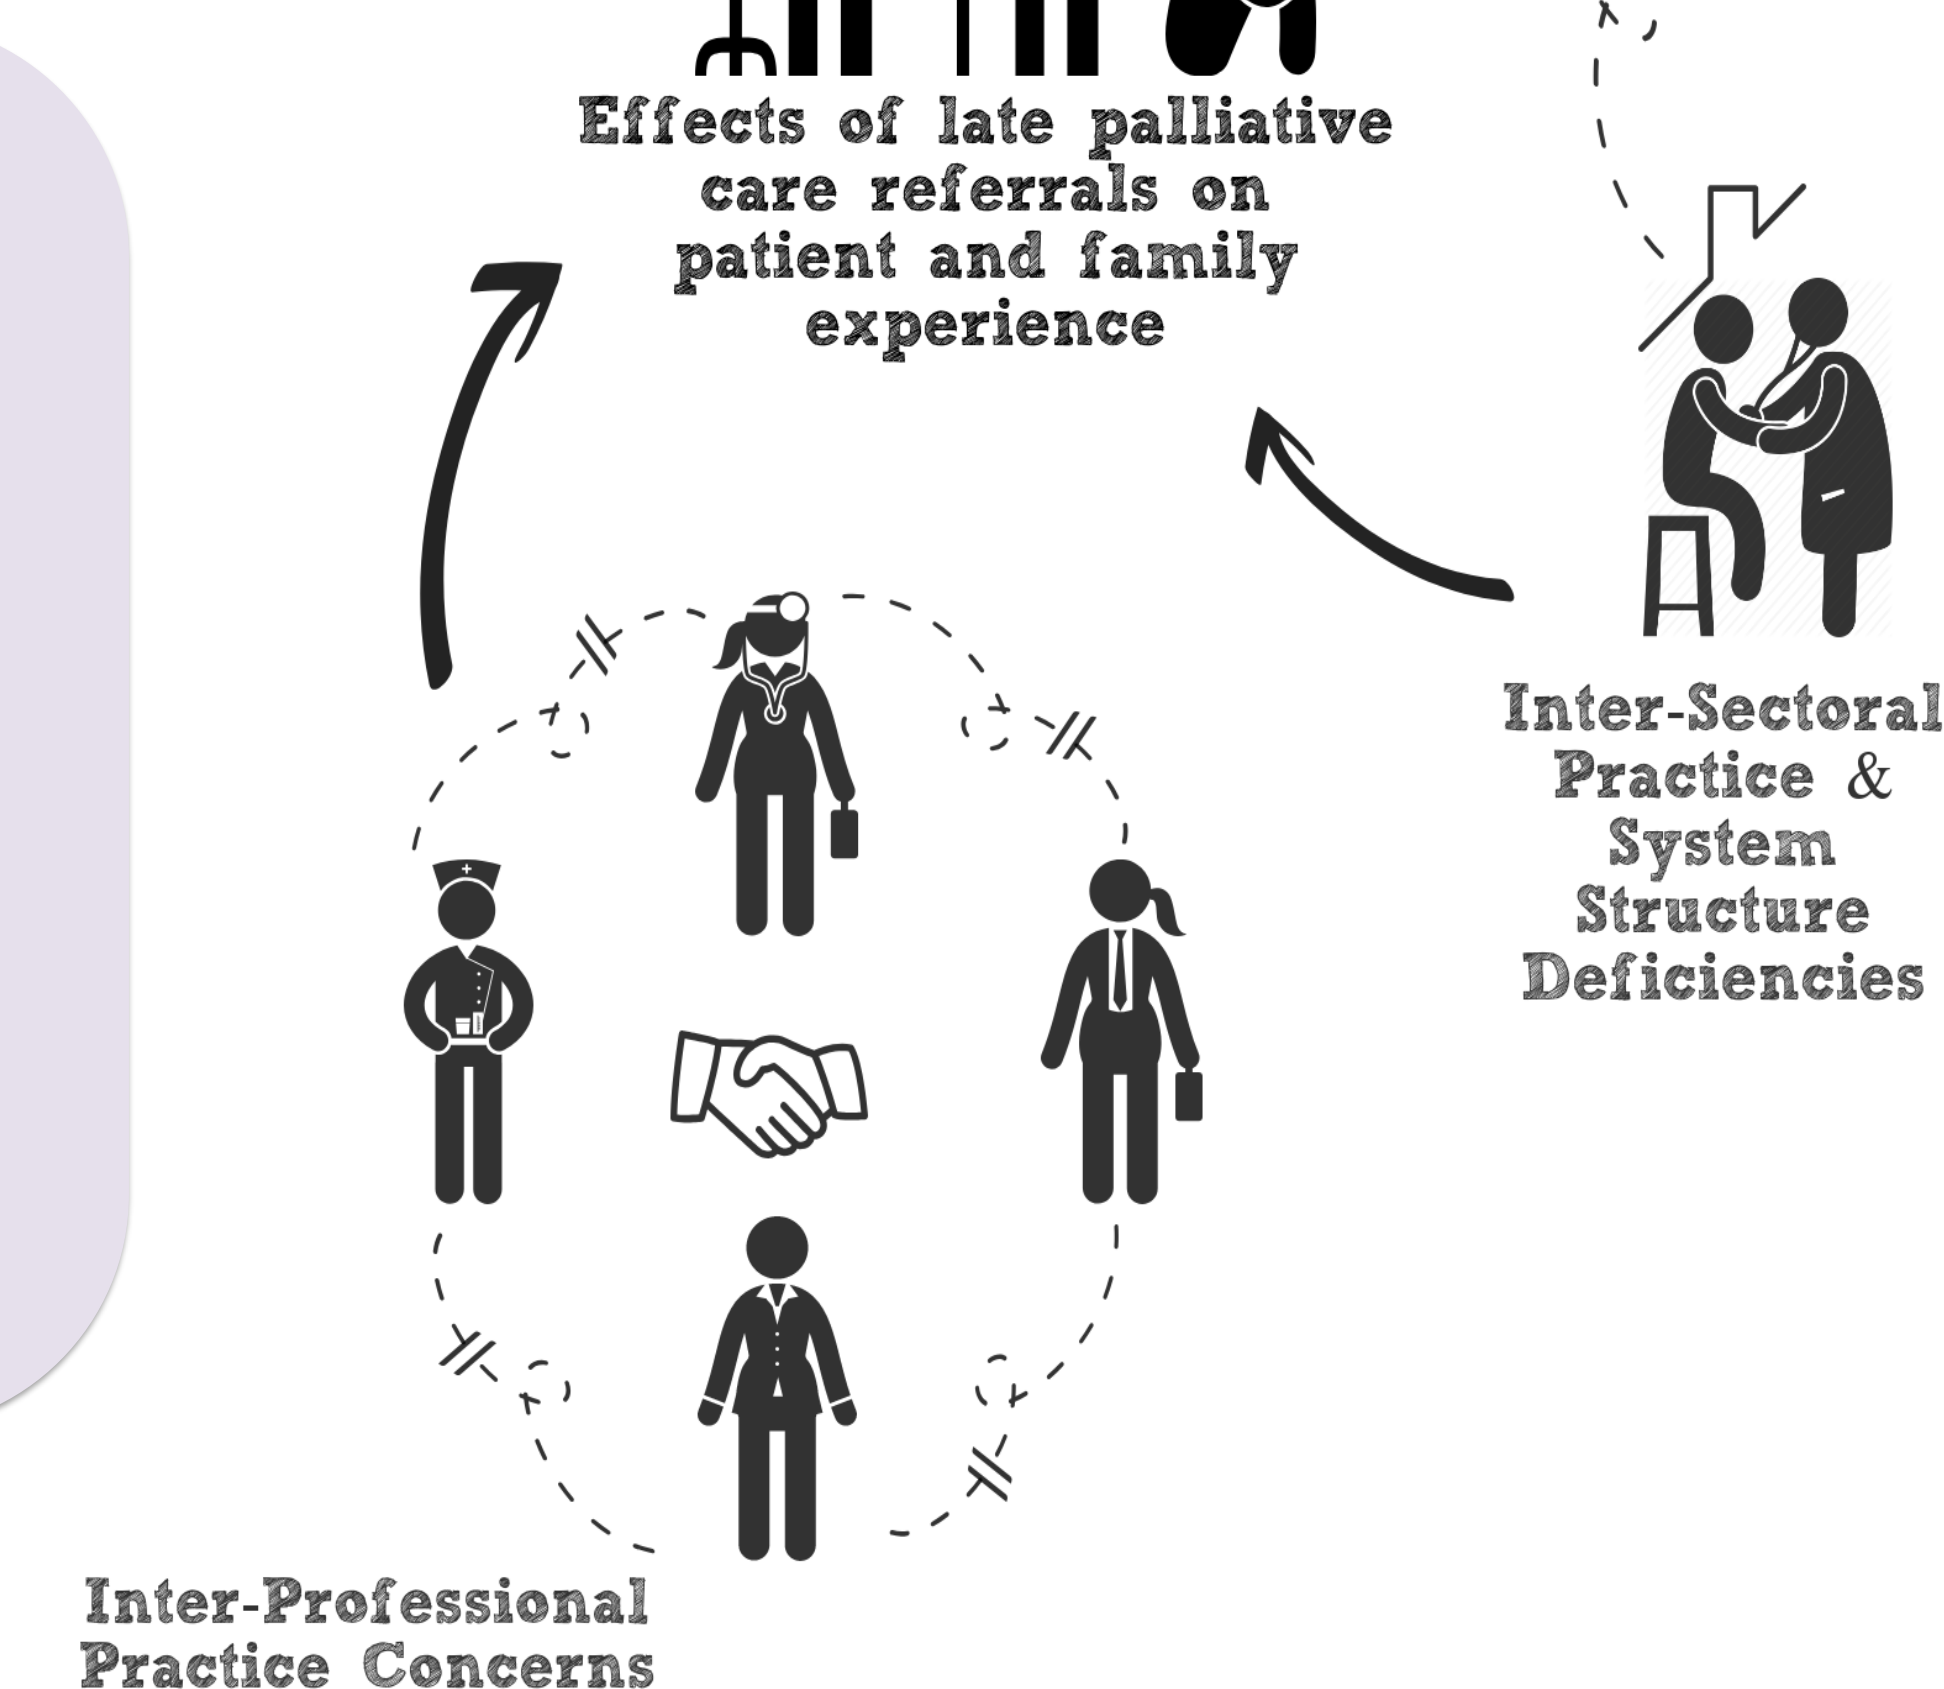 Effects of late palliative
care referrals on
patient and family
experience
Inter-Sectoral
Practice &
System
Structure
Deficiencies
Inter-Professional
Practice Concerns